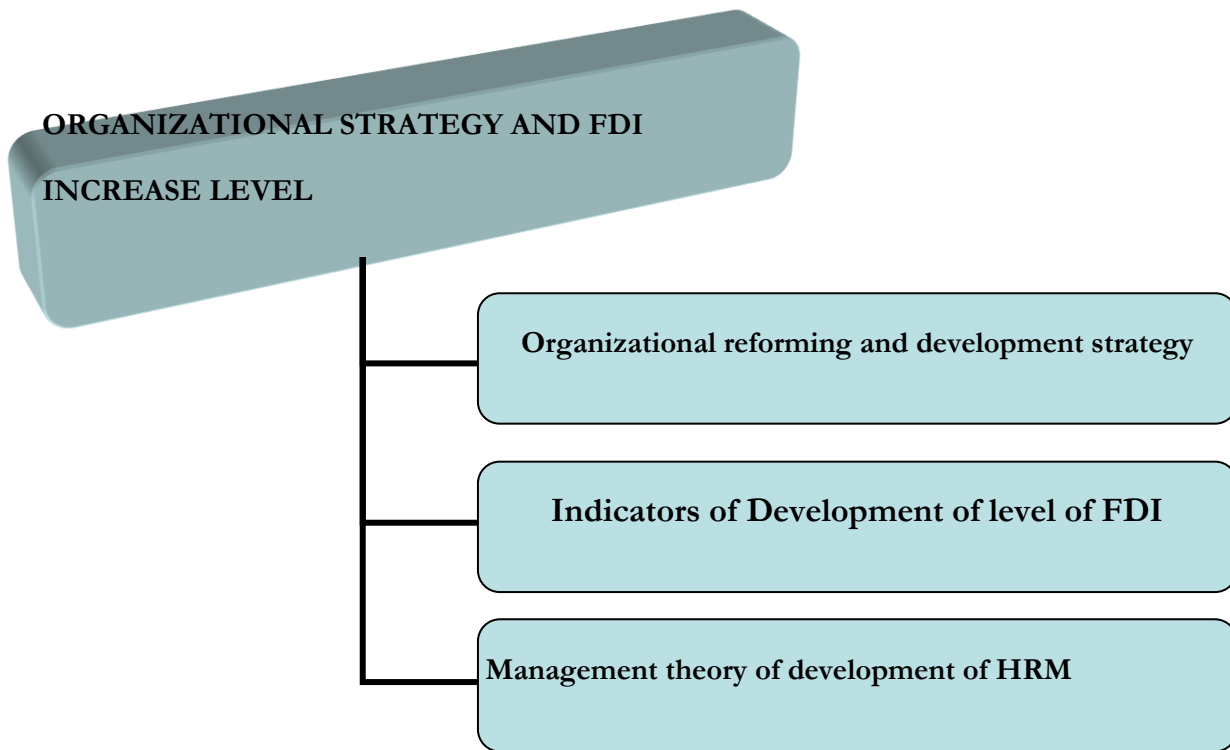 ORGANIZATIONAL STRATEGY AND FDI
INCREASE LEVEL
Organizational reforming and development strategy
Indicators of Development of level of FDI
Management theory of development of HRM